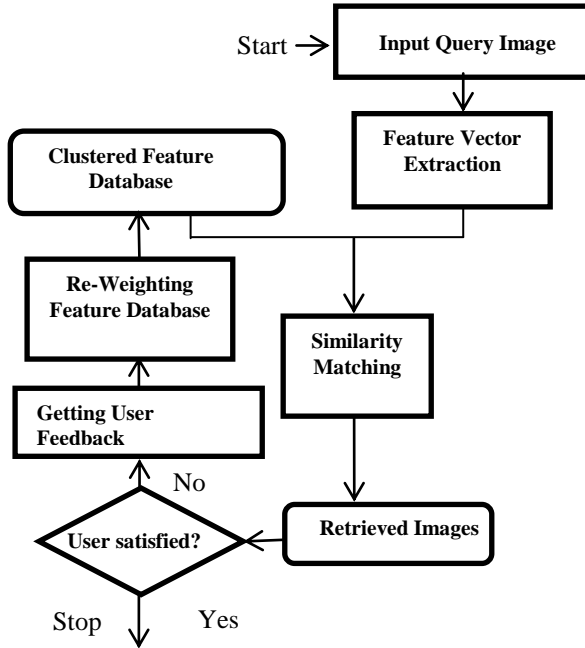 Start
Input Query Image
Feature Vector
Extraction
Clustered Feature
Database
Re-Weighting
Feature Database
Similarity
Matching
Getting User
Feedback
No
Retrieved Images
User satisfied?
Stop
Yes